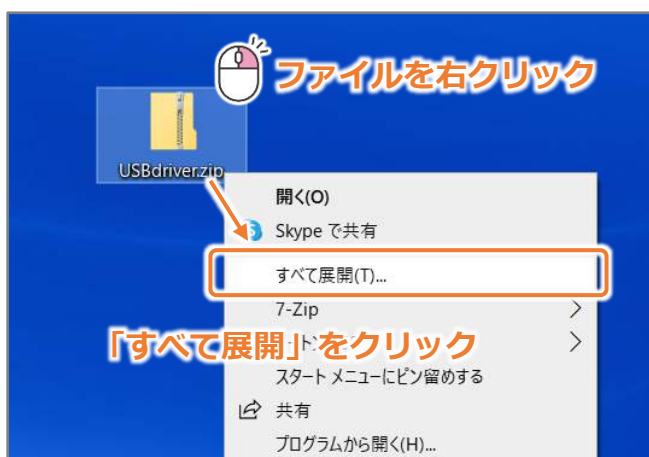 ファイルを右クリック
USBdriver.zip
開く(O)
Skype で共有
すべて展開(T)...
7-Zip
「すべて展開」をクリック
スタート メニューにピン留めする
共有
プログラムから開く(H)...